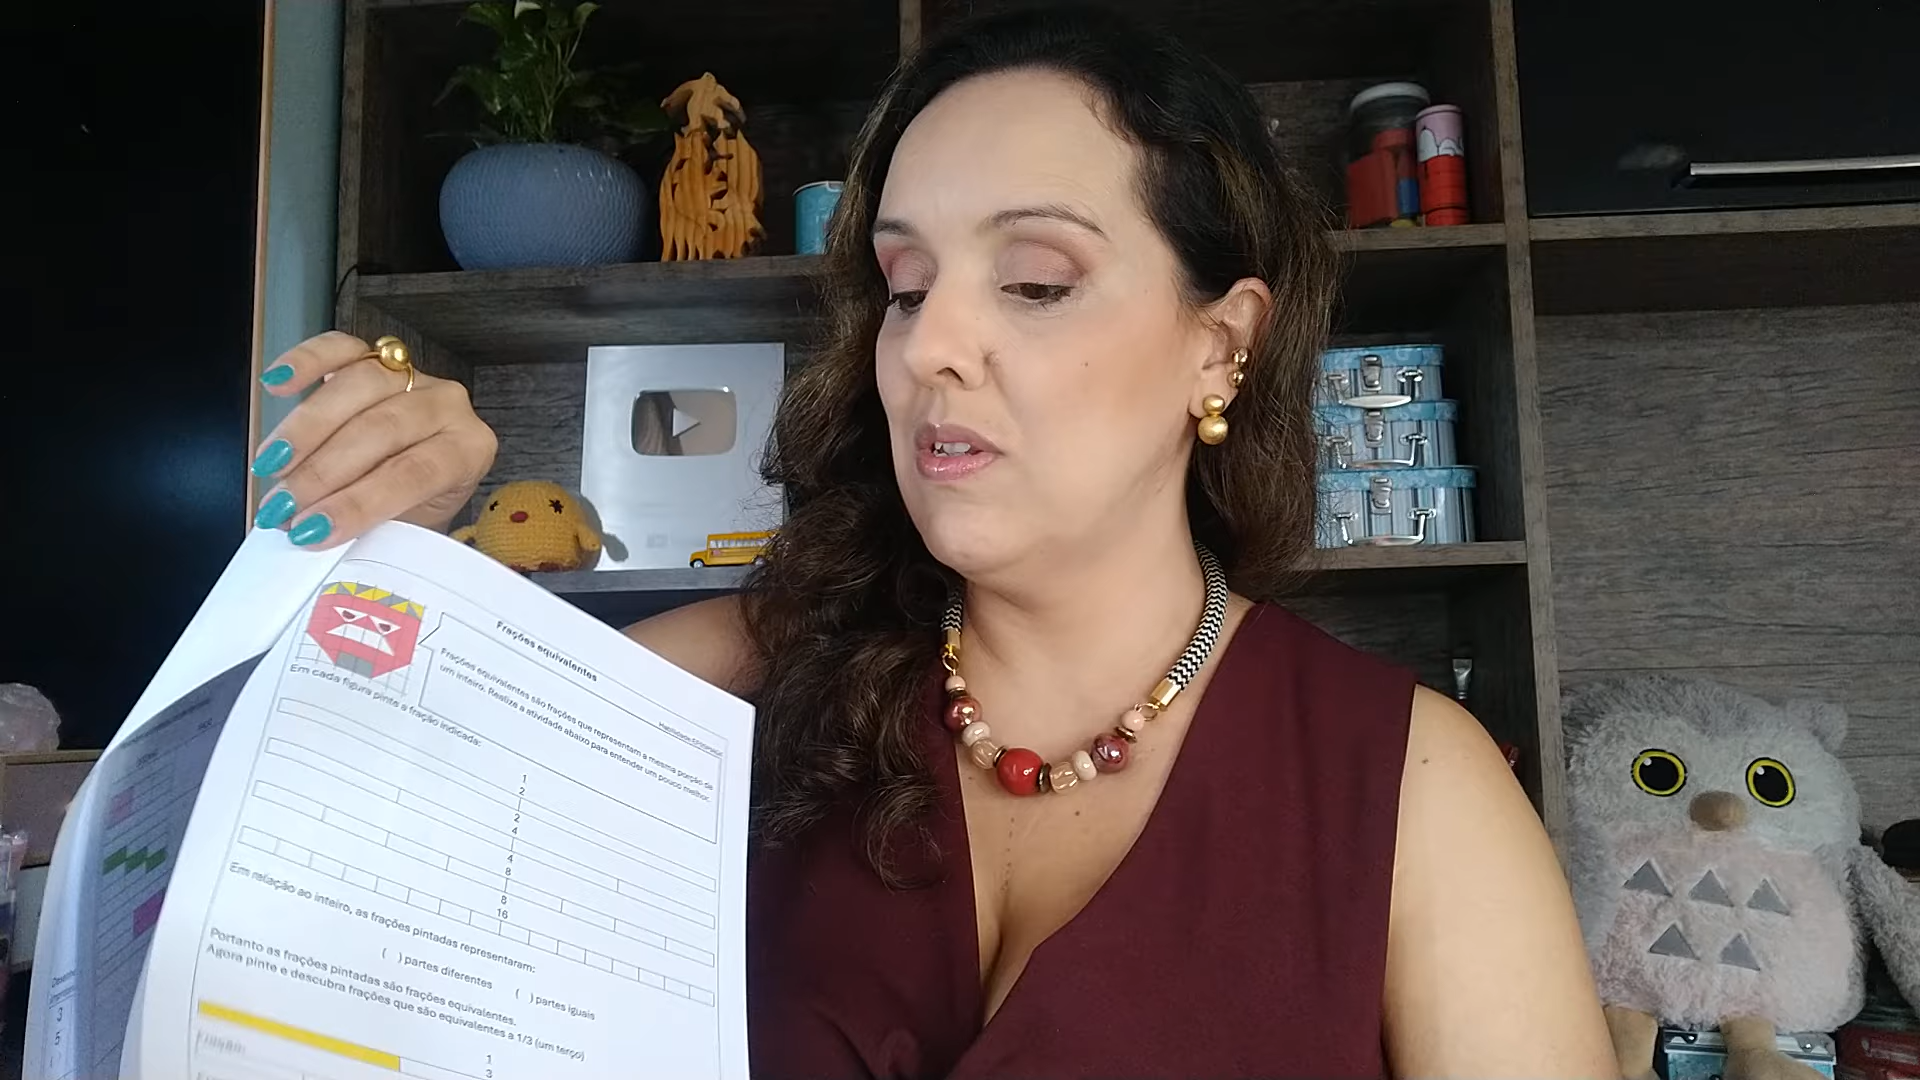 Frações equivalentes
Frações equivalentes são frações que representam a mesma porção de
um inteiro. Realize a atividade abaixo para entender um pouco melhor.
Em cada figura pinte a fração indicada:
1
2
2
4
4
8
8
16
Em relação ao inteiro, as frações pintadas representaram:
( ) partes diferentes ( ) partes iguais
Portanto as frações pintadas são frações equivalentes.
Agora pinte e descubra frações que são equivalentes a 1/3 (um terço)
1
3
3
5